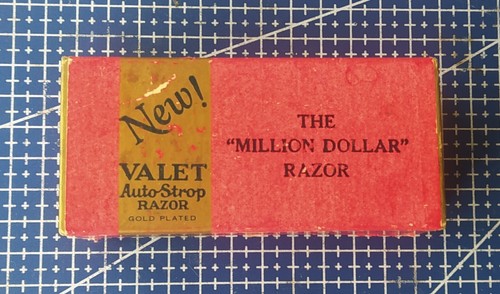 New!
VALET
Auto-Strop
RAZOR
GOLD PLATED
THE
"MILLION DOLLAR"
RAZOR